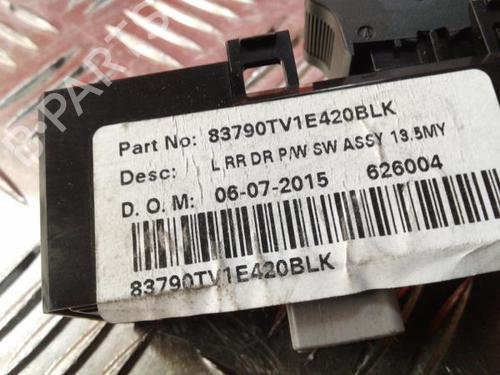 B-PARTS
Part No: 83790TV1E420BLK
Desc: L RR DR P/W SW ASSY 13.5MY
D. O. M: 06-07-2015 626004
83790TV1E420BLK